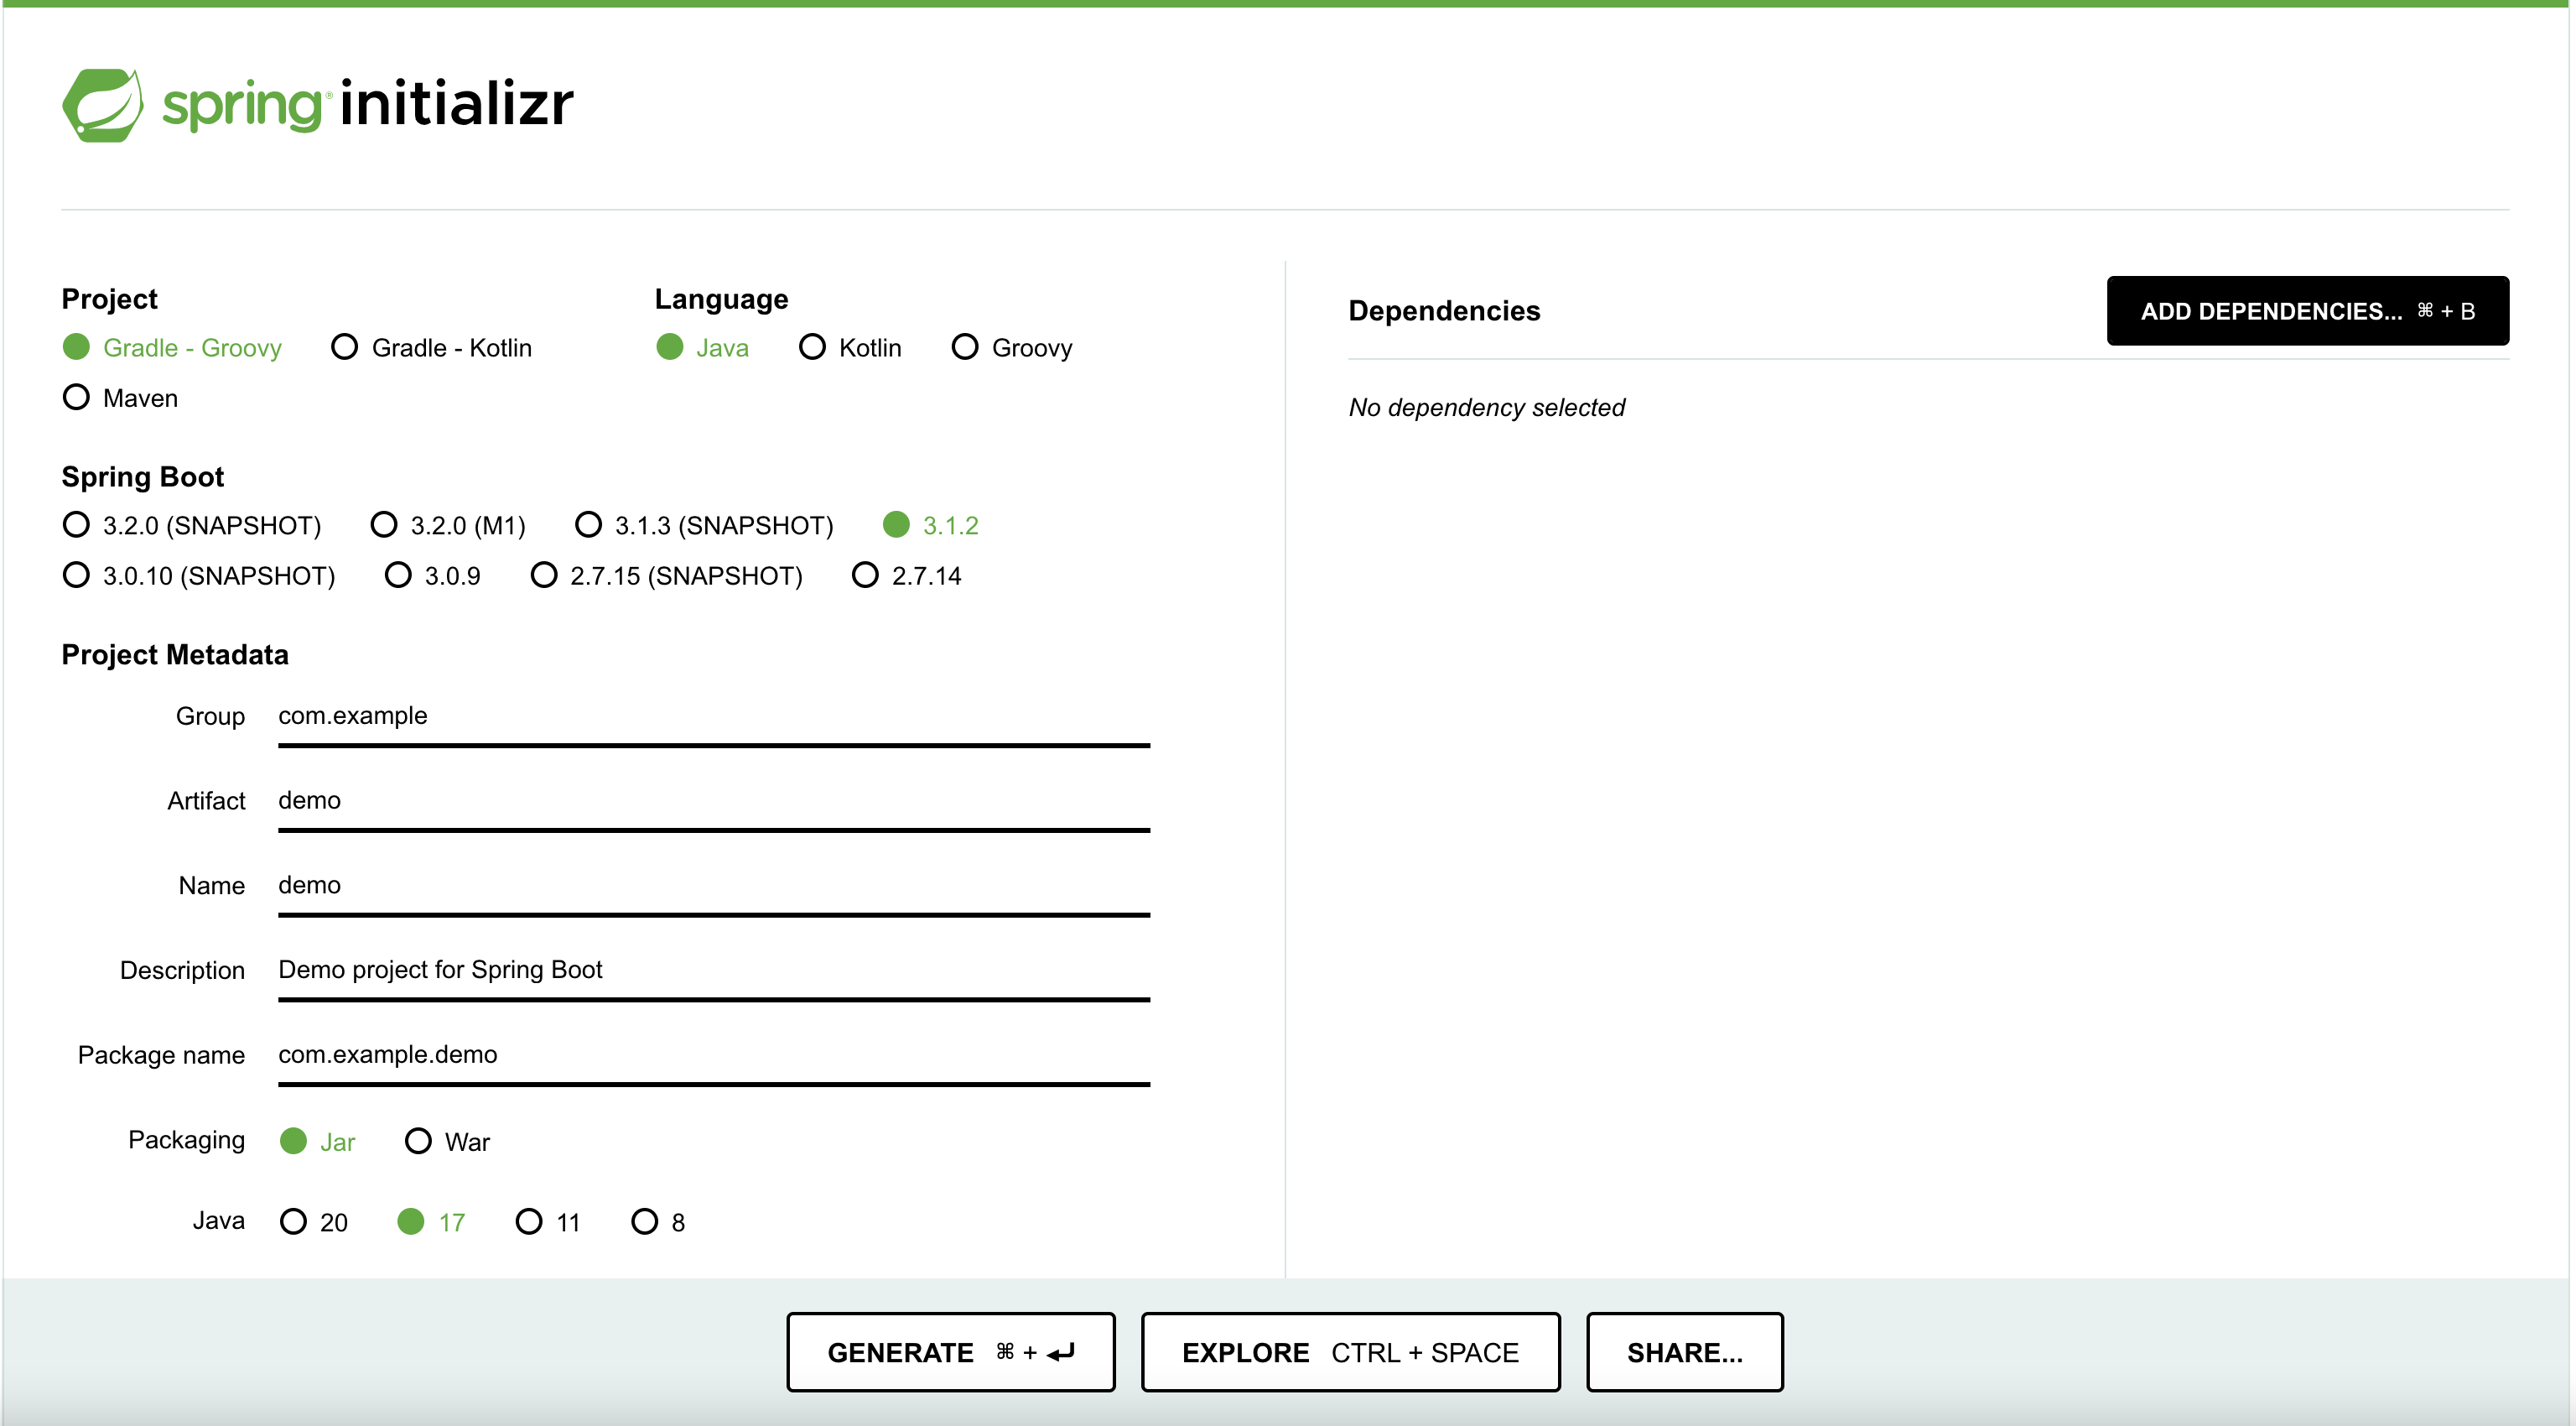 spring® initializr
Project
Gradle - Groovy Gradle - Kotlin
Maven
Language
Java Kotlin Groovy
Spring Boot
3.2.0 (SNAPSHOT) 3.2.0 (M1) 3.1.3 (SNAPSHOT) 3.1.2
3.0.10 (SNAPSHOT) 3.0.9 2.7.15 (SNAPSHOT) 2.7.14
Project Metadata
Group com.example
Artifact demo
Name demo
Description Demo project for Spring Boot
Package name com.example.demo
Packaging Jar War
Java 20 17 11 8
Dependencies ADD DEPENDENCIES... ⌘ + B
No dependency selected
GENERATE ⌘ + ⏎ EXPLORE CTRL + SPACE SHARE...